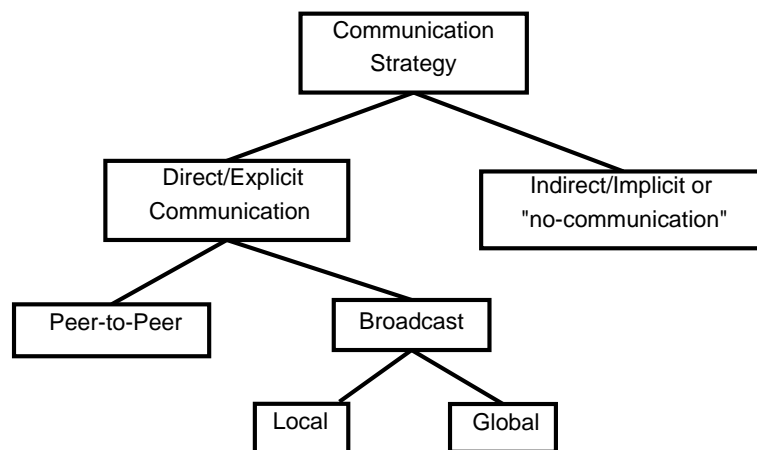 Communication
Strategy
Direct/Explicit
Communication
Indirect/Implicit or
"no-communication"
Peer-to-Peer
Broadcast
Local
Global